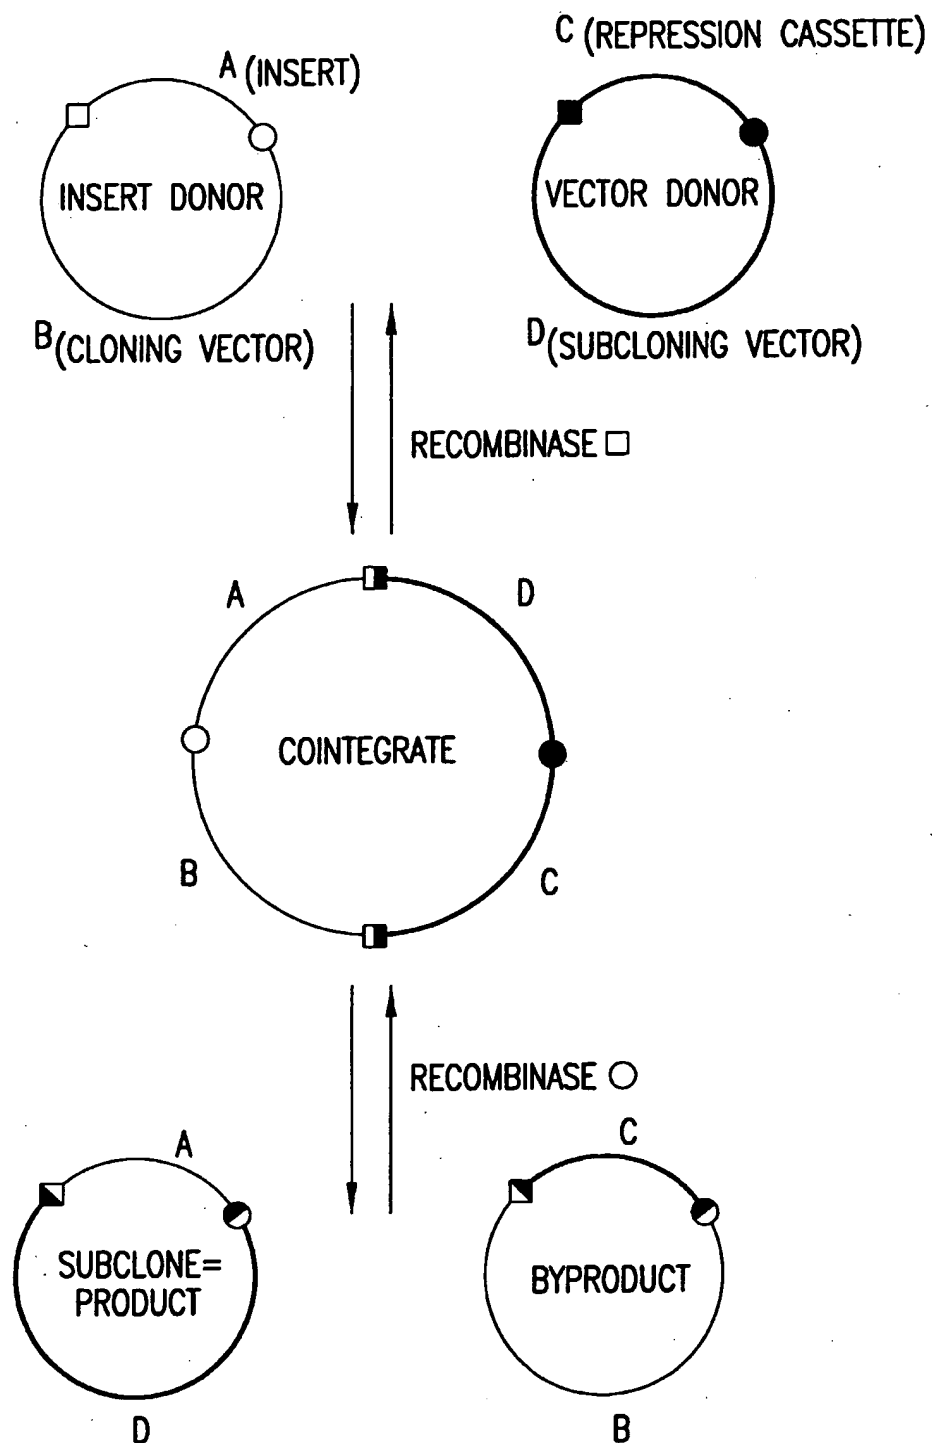 C (REPRESSION CASSETTE)
A (INSERT)
INSERT DONOR
VECTOR DONOR
B (CLONING VECTOR)
D (SUBCLONING VECTOR)
RECOMBINASE
A
D
COINTEGRATE
B
C
RECOMBINASE
A
C
SUBCLONE=
PRODUCT
BYPRODUCT
D
B